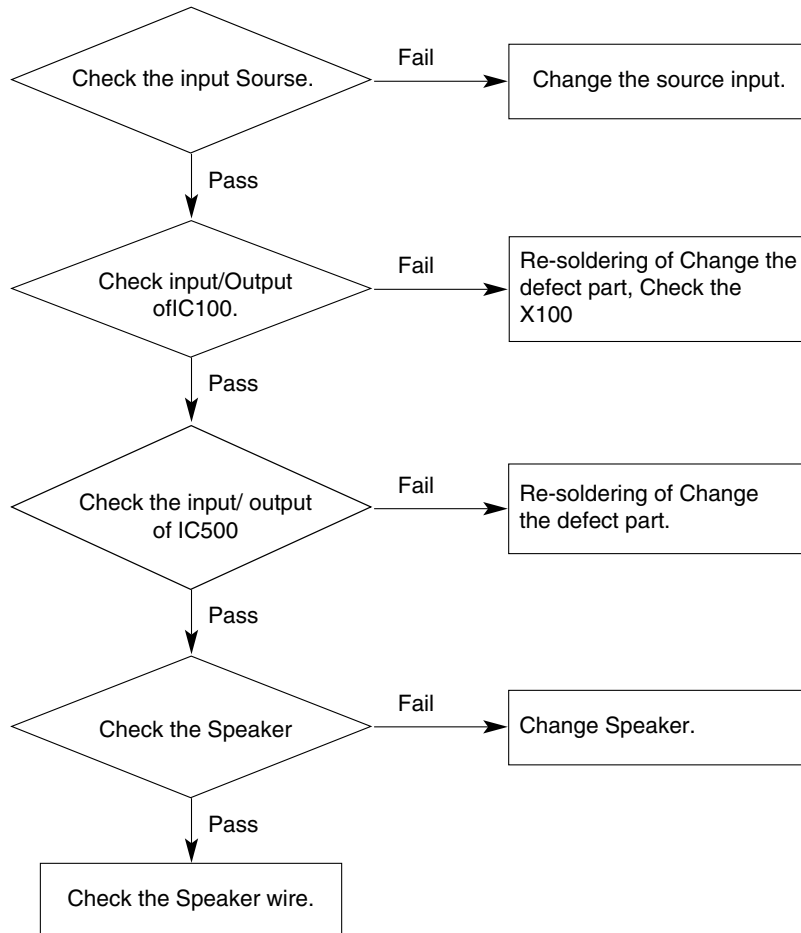 Check the input Sourse.
Fail
Change the source input.
Pass
Check input/Output
ofIC100.
Fail
Re-soldering of Change the
defect part, Check the
X100
Pass
Check the input/ output
of IC500
Fail
Re-soldering of Change
the defect part.
Pass
Check the Speaker
Fail
Change Speaker.
Pass
Check the Speaker wire.